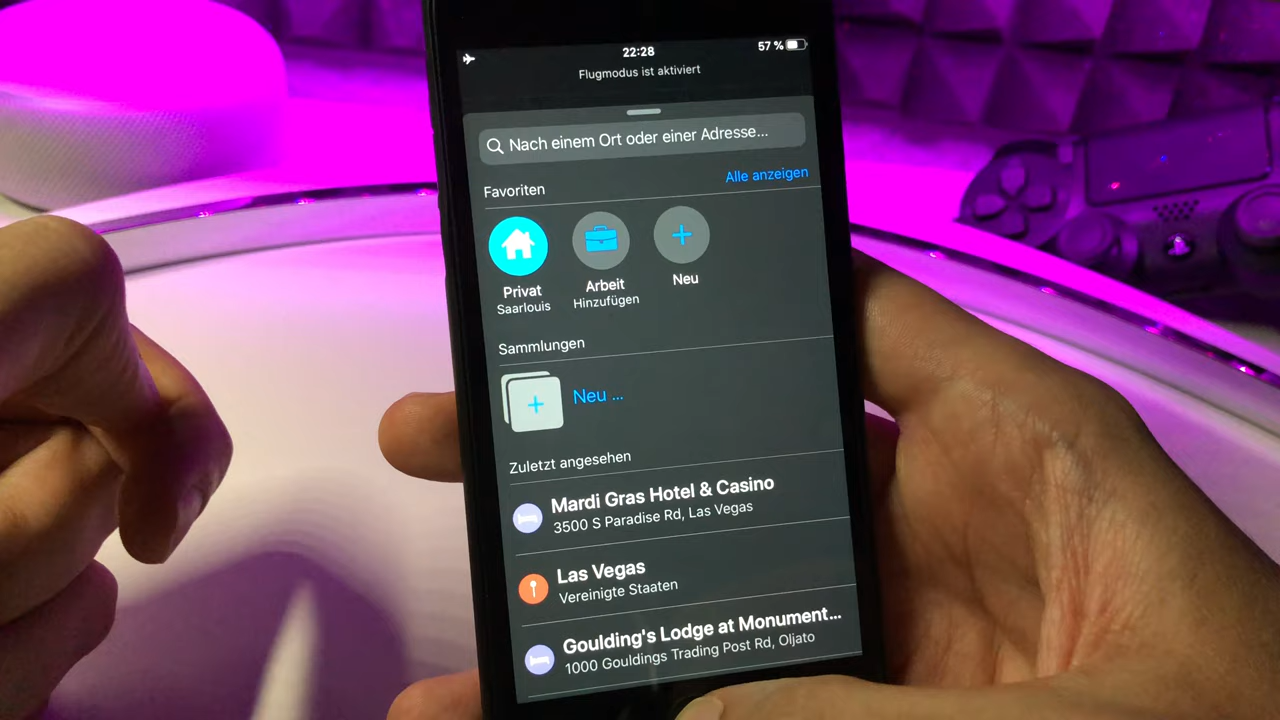 22:28
57 %
Flugmodus ist aktiviert
Nach einem Ort oder einer Adresse...
Favoriten
Alle anzeigen
Privat
Saarlouis
Arbeit
Hinzufügen
Neu
Sammlungen
Neu ...
Zuletzt angesehen
Mardi Gras Hotel & Casino
3500 S Paradise Rd, Las Vegas
Las Vegas
Vereinigte Staaten
Goulding's Lodge at Monument...
1000 Gouldings Trading Post Rd, Oljato